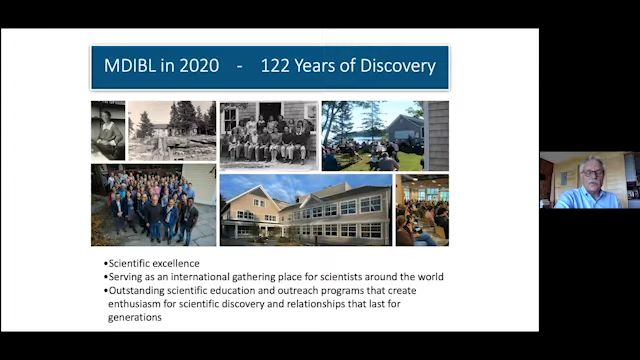 MDIBL in 2020 - 122 Years of Discovery
•Scientific excellence
•Serving as an international gathering place for scientists around the world
•Outstanding scientific education and outreach programs that create
enthusiasm for scientific discovery and relationships that last for
generations